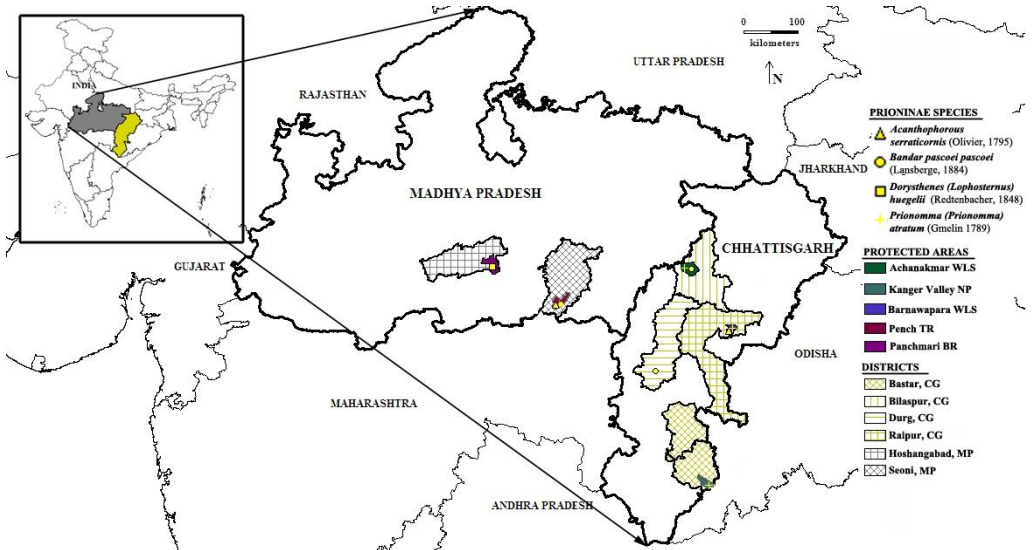 0 100
kilometers
N
INDIA
UTTAR PRADESH
RAJASTHAN
MADHYA PRADESH
JHARKHAND
CHHATTISGARH
GUJARAT
ODISHA
MAHARASHTRA
ANDHRA PRADESH
PRIONINAE SPECIES
Acanthophorous
serraticornis (Olivier, 1795)
Bandar pascoei pascoei
(Lansberge, 1884)
Dorysthenes (Lophosternus)
huegelii (Redtenbacher, 1848)
Prionomma (Prionomma)
atratum (Gmelin 1789)
PROTECTED AREAS
Achanakmar WLS
Kanger Valley NP
Barnawapara WLS
Pench TR
Panchmari BR
DISTRICTS
Bastar, CG
Bilaspur, CG
Durg, CG
Raipur, CG
Hoshangabad, MP
Seoni, MP